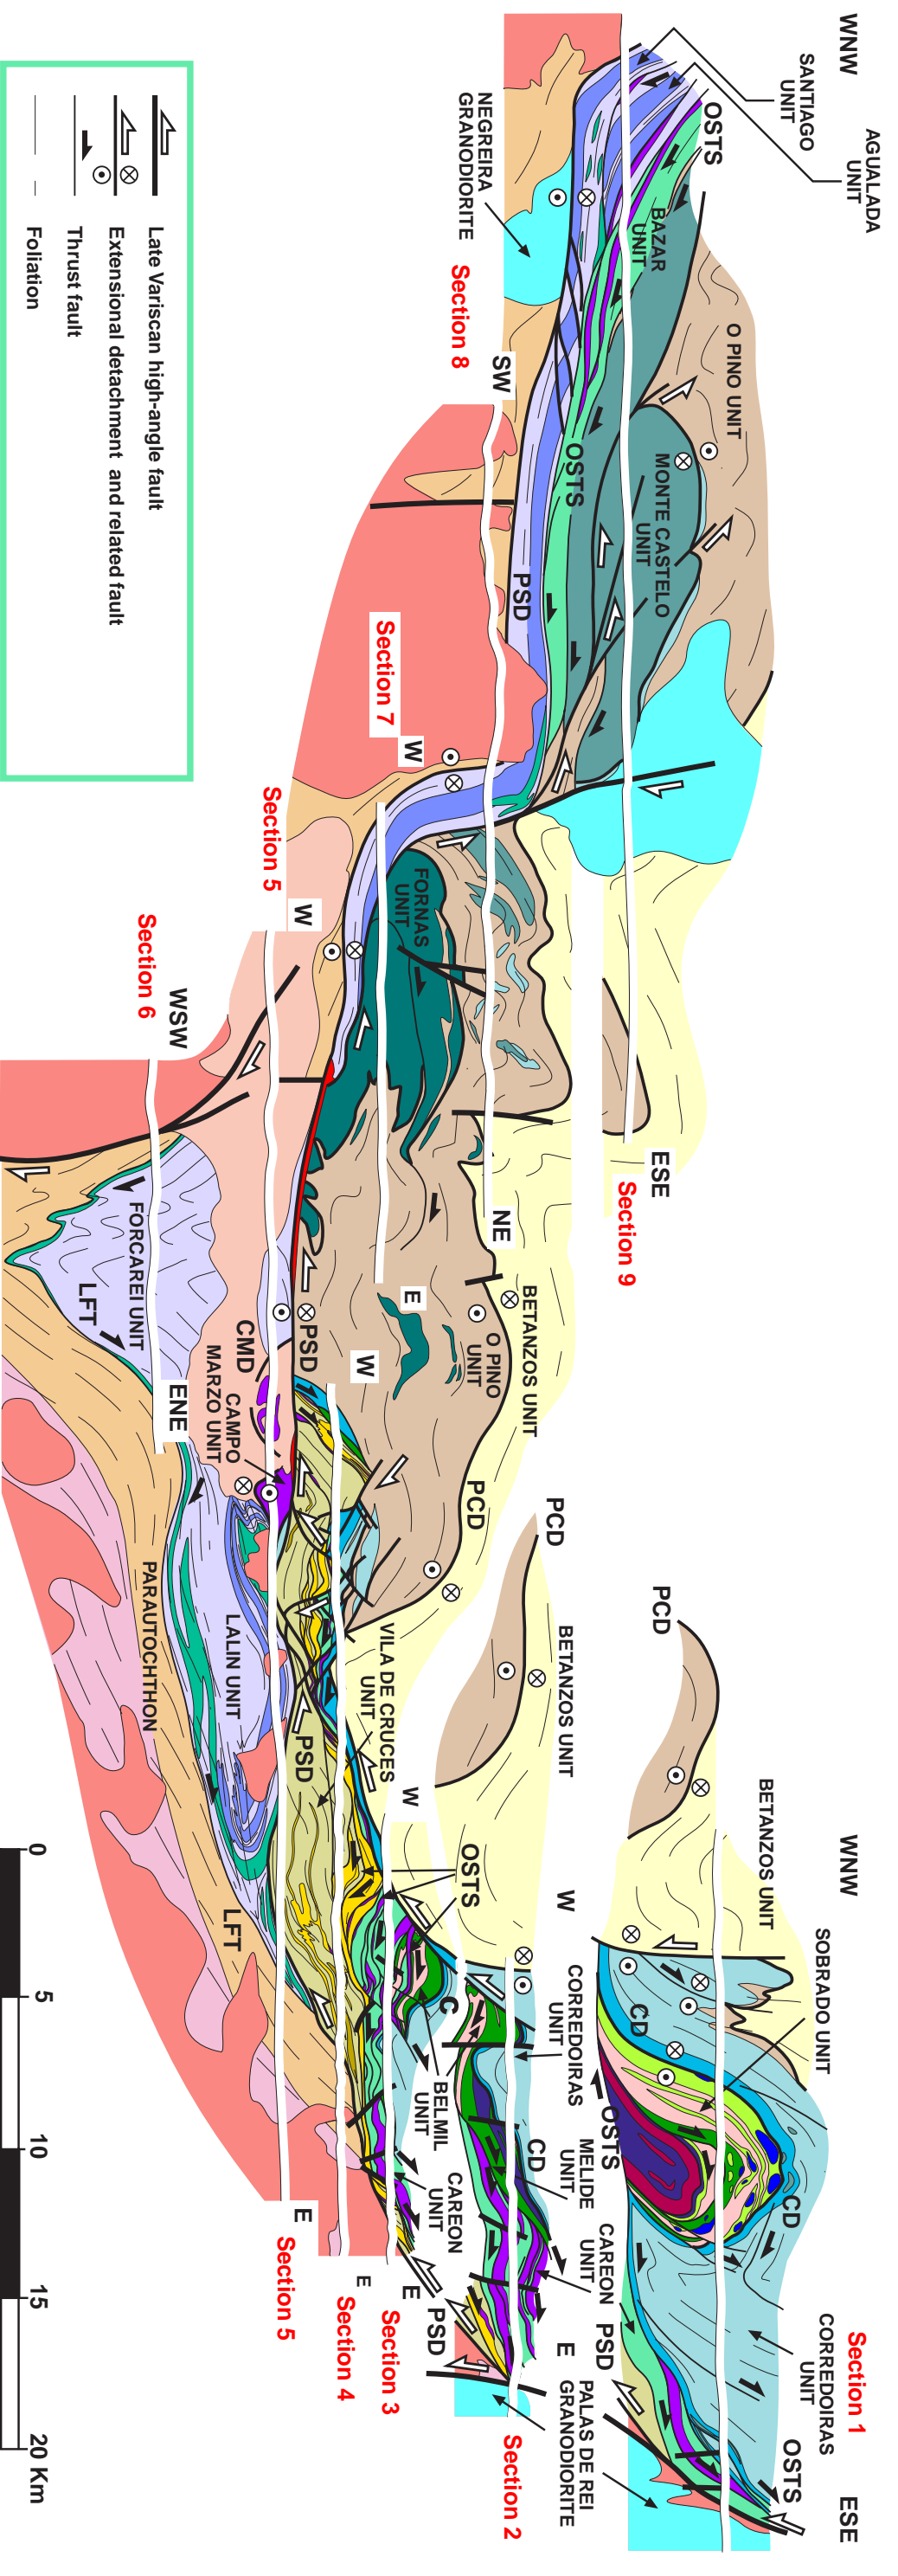 WNW
SANTIAGO
UNIT
AGUALADA
UNIT
OSTS
NEGREIRA
GRANODIORITE
BAZAR
UNIT
O PINO UNIT
Section 8
SW
MONTE CASTELO
UNIT
OSTS
PSD
Section 7
W
Section 5
W
FORNAS
UNIT
Section 6
WSW
ESE
Section 9
NE
FORCAREI UNIT
LFT
BETANZOS UNIT
O PINO
UNIT
E
W
PSD
CMD
CAMPO
MARZO UNIT
ENE
PCD
PCD
PCD
PARAUTOCHTHON
LALIN UNIT
VILA DE CRUCES
UNIT
PSD
BETANZOS UNIT
BETANZOS UNIT
W
OSTS
W
WNW
LFT
SOBRADO UNIT
CORREDOIRAS
UNIT
C
CD
BELMIL
UNIT
OSTS
MELIDE
UNIT
CD
CD
CAREON
UNIT
CAREON
UNIT
E
Section 5
E
Section 4
E
Section 3
PSD
E
PSD
Section 2
PALAS DE REI
GRANODIORITE
CORREDOIRAS
UNIT
Section 1
OSTS
ESE
Late Variscan high-angle fault
Extensional detachment and related fault
Thrust fault
Foliation
0 5 10 15 20 Km